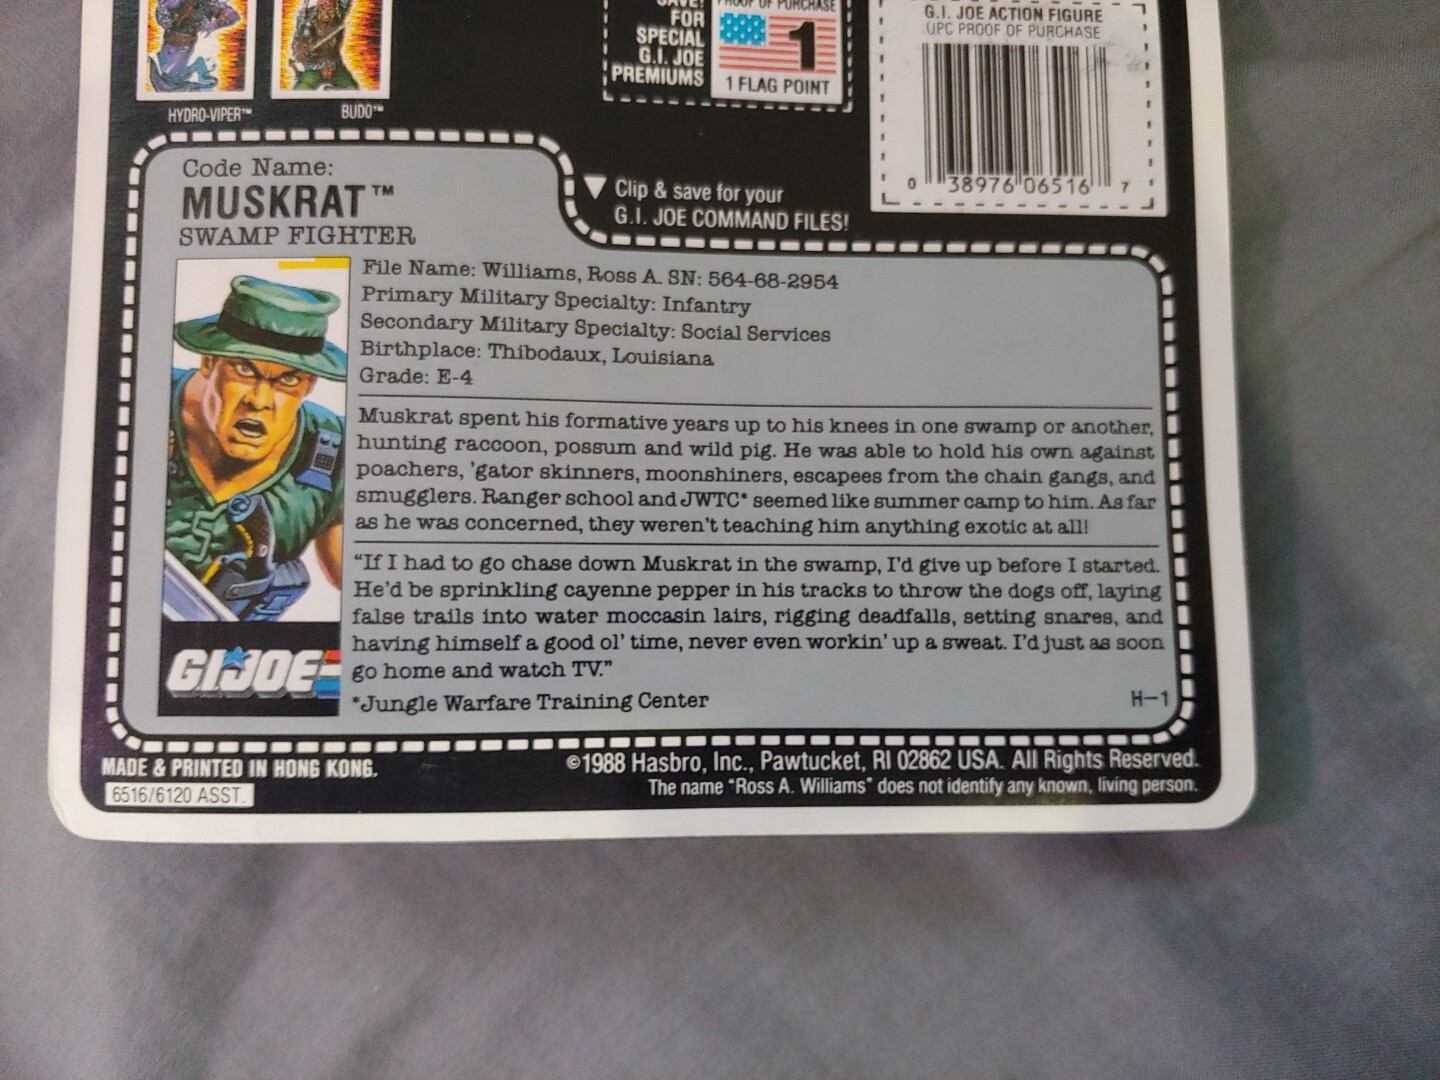 SAVE!
FOR
SPECIAL
G.I. JOE
PREMIUMS
PROOF OF PURCHASE
1
1 FLAG POINT
G.I. JOE ACTION FIGURE
UPC PROOF OF PURCHASE
0 38976 06516 7
HYDRO-VIPER™ BUDO™
Clip & save for your
G.I. JOE COMMAND FILES!
Code Name:
MUSKRAT™
SWAMP FIGHTER
File Name: Williams, Ross A. SN: 564-68-2954
Primary Military Specialty: Infantry
Secondary Military Specialty: Social Services
Birthplace: Thibodaux, Louisiana
Grade: E-4
Muskrat spent his formative years up to his knees in one swamp or another,
hunting raccoon, possum and wild pig. He was able to hold his own against
poachers, 'gator skinners, moonshiners, escapees from the chain gangs, and
smugglers. Ranger school and JWTC* seemed like summer camp to him. As far
as he was concerned, they weren't teaching him anything exotic at all!
"If I had to go chase down Muskrat in the swamp, I'd give up before I started.
He'd be sprinkling cayenne pepper in his tracks to throw the dogs off, laying
false trails into water moccasin lairs, rigging deadfalls, setting snares, and
having himself a good ol' time, never even workin' up a sweat. I'd just as soon
go home and watch TV."
*Jungle Warfare Training Center
H-1
5
GI JOE
MADE & PRINTED IN HONG KONG.
6516/6120 ASST.
©1988 Hasbro, Inc., Pawtucket, RI 02862 USA. All Rights Reserved.
The name "Ross A. Williams" does not identify any known, living person.